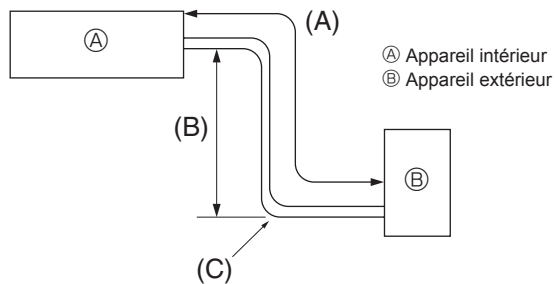 (A)
Ⓐ
Ⓐ Appareil intérieur
Ⓑ Appareil extérieur
(B)
Ⓑ
(C)